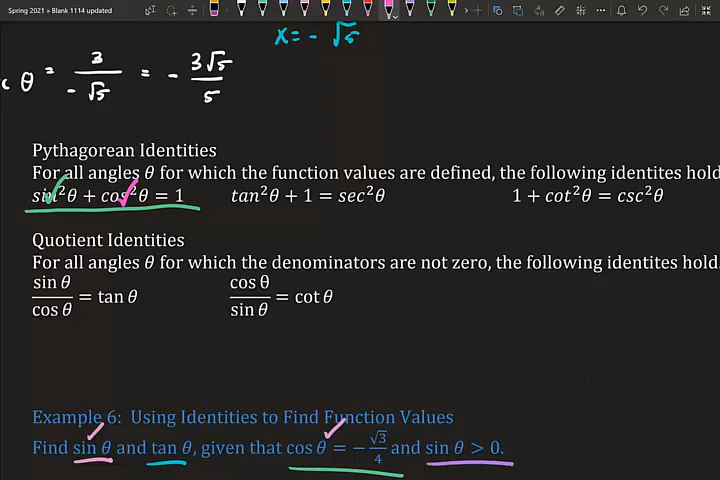 Spring 2021 » Blank 1114 updated
x = - √5
c θ = 3/-√5 = - 3√5/5
Pythagorean Identities
For all angles θ for which the function values are defined, the following identites hold
sin²θ + cos²θ = 1 tan²θ + 1 = sec²θ 1 + cot²θ = csc²θ
Quotient Identities
For all angles θ for which the denominators are not zero, the following identites hold.
sin θ/cos θ = tan θ cos θ/sin θ = cot θ
Example 6: Using Identities to Find Function Values
Find sin θ and tan θ, given that cos θ = -√3/4 and sin θ > 0.